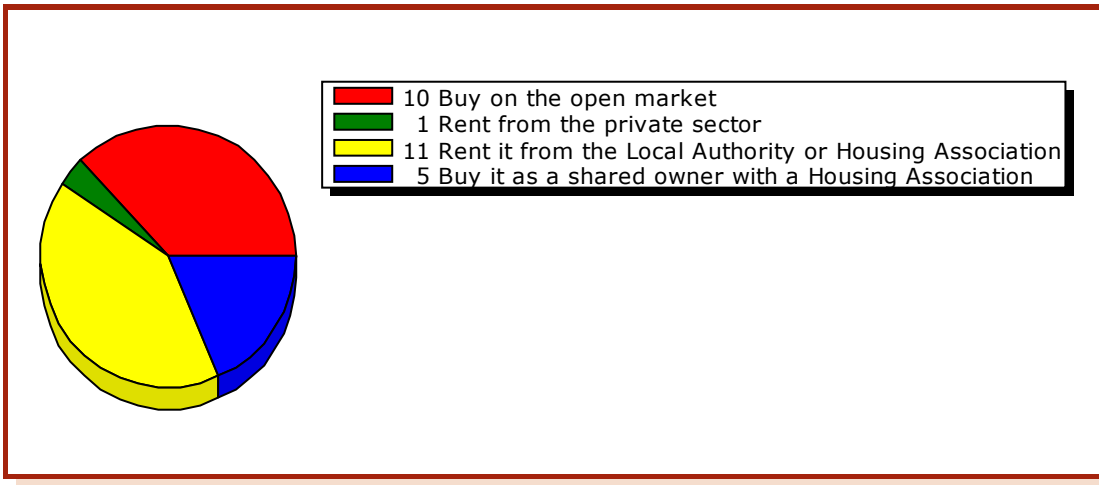 10 Buy on the open market
1 Rent from the private sector
11 Rent it from the Local Authority or Housing Association
5 Buy it as a shared owner with a Housing Association